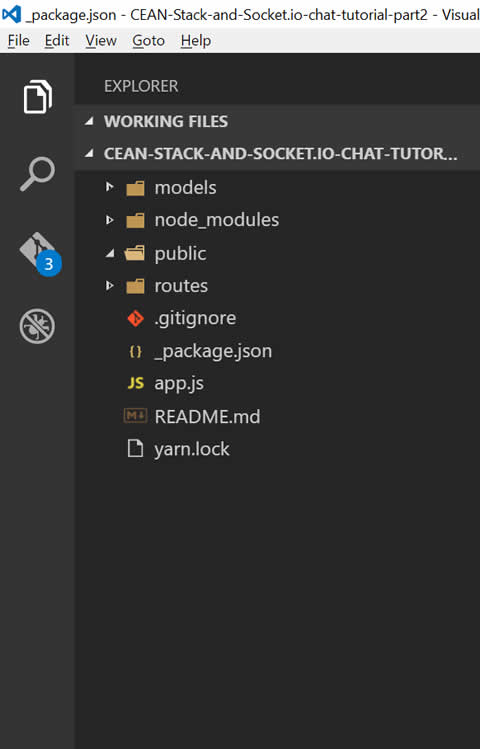 _package.json - CEAN-Stack-and-Socket.io-chat-tutorial-part2 - Visual
File Edit View Goto Help
EXPLORER
WORKING FILES
CEAN-STACK-AND-SOCKET.IO-CHAT-TUTOR...
models
node_modules
public
routes
.gitignore
{} _package.json
JS app.js
M↓ README.md
yarn.lock
3